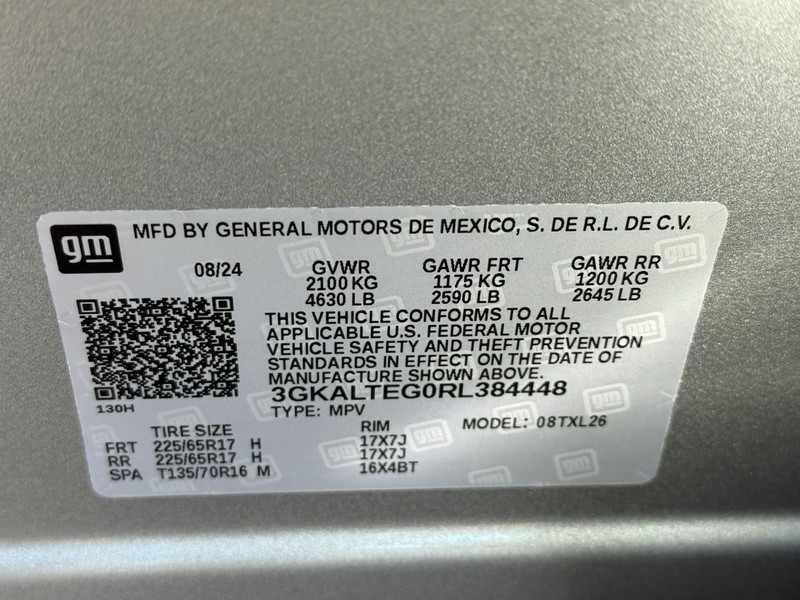 gm
MFD BY GENERAL MOTORS DE MEXICO, S. DE R.L. DE C.V.
08/24 GVWR GAWR FRT GAWR RR
2100 KG 1175 KG 1200 KG
4630 LB 2590 LB 2645 LB
THIS VEHICLE CONFORMS TO ALL
APPLICABLE U.S. FEDERAL MOTOR
VEHICLE SAFETY AND THEFT PREVENTION
STANDARDS IN EFFECT ON THE DATE OF
MANUFACTURE SHOWN ABOVE.
3GKALTEG0RL384448
130H
TYPE: MPV
TIRE SIZE RIM MODEL: 08TXL26
FRT 225/65R17 H 17X7J
RR 225/65R17 H 17X7J
SPA T135/70R16 M 16X4BT